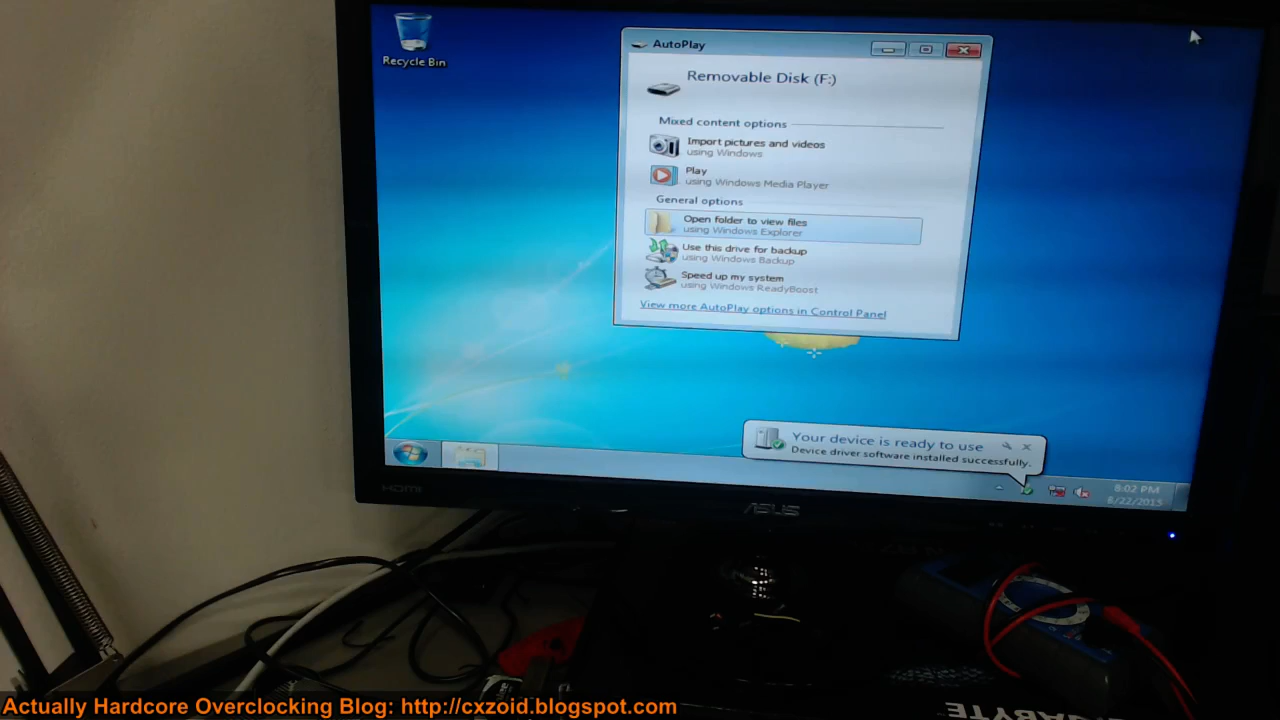 Recycle Bin
AutoPlay
Removable Disk (F:)
Mixed content options
Import pictures and videos
using Windows
Play
using Windows Media Player
General options
Open folder to view files
using Windows Explorer
Use this drive for backup
using Windows Backup
Speed up my system
using Windows ReadyBoost
View more AutoPlay options in Control Panel
Your device is ready to use
Device driver software installed successfully.
8:02 PM
8/22/2015
HDMI
ASUS
GIGABYTE
Actually Hardcore Overclocking Blog: http://cxzoid.blogspot.com